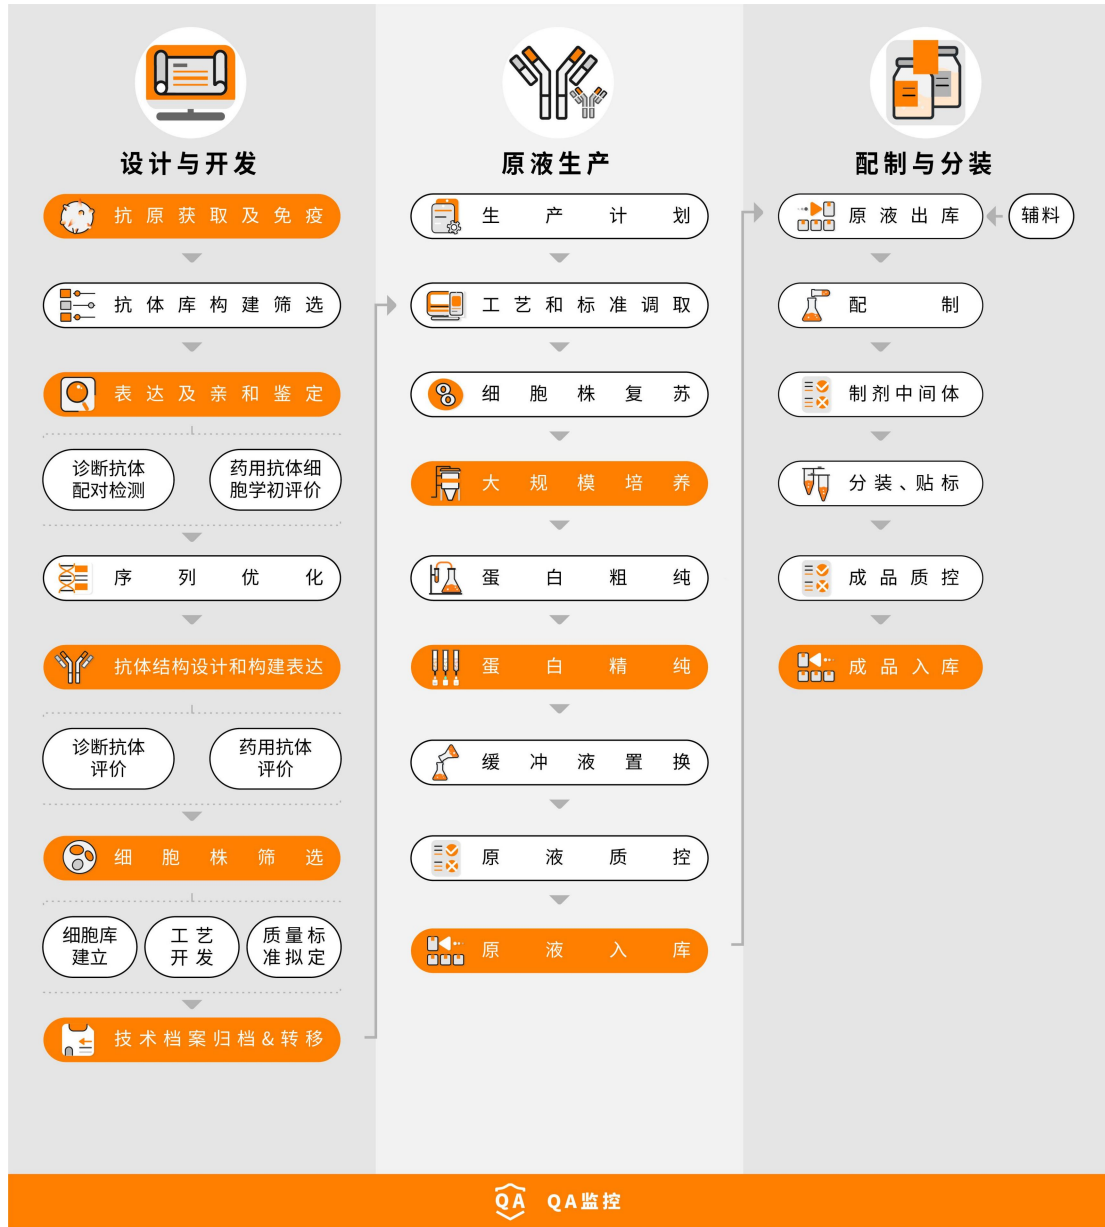 设计与开发
抗原获取及免疫
抗体库构建筛选
表达及亲和鉴定
诊断抗体
配对检测
药用抗体细
胞学初评价
序列优化
抗体结构设计和构建表达
诊断抗体
评价
药用抗体
评价
细胞株筛选
细胞库
建立
工艺
开发
质量标
准拟定
技术档案归档&转移
原液生产
生产计划
工艺和标准调取
细胞株复苏
大规模培养
蛋白粗纯
蛋白精纯
缓冲液置换
原液质控
原液入库
配制与分装
原液出库
辅料
配制
制剂中间体
分装、贴标
成品质控
成品入库
QA QA监控